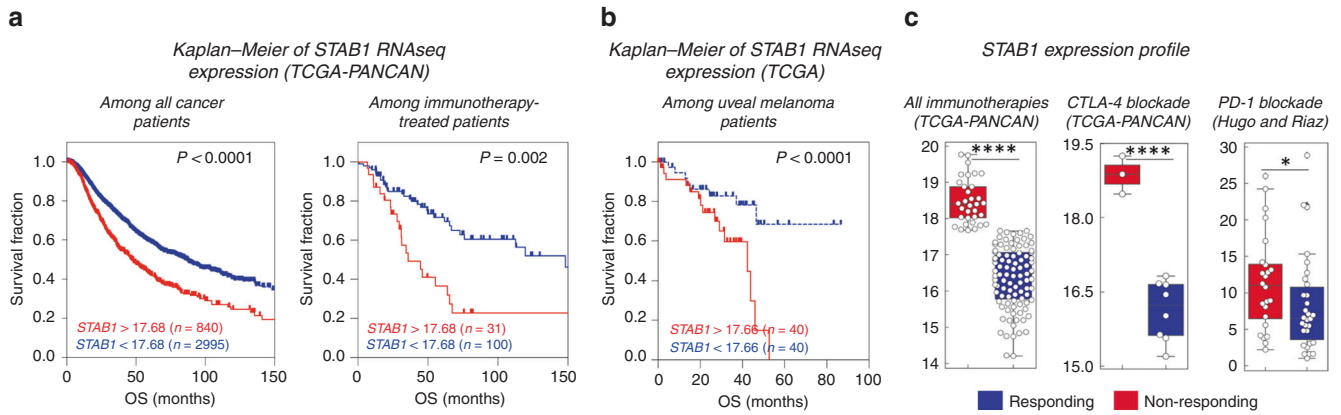 a
Kaplan–Meier of STAB1 RNAseq
expression (TCGA-PANCAN)
Among all cancer
patients
Survival fraction
1.0
0.8
0.6
0.4
0.2
0.0
P < 0.0001
STAB1 > 17.68 (n = 840)
STAB1 < 17.68 (n = 2995)
0 50 100 150
OS (months)
Among immunotherapy-
treated patients
Survival fraction
1.0
0.8
0.6
0.4
0.2
0.0
P = 0.002
STAB1 > 17.68 (n = 31)
STAB1 < 17.68 (n = 100)
0 50 100 150
OS (months)
b
Kaplan–Meier of STAB1 RNAseq
expression (TCGA)
Among uveal melanoma
patients
Survival fraction
1.0
0.8
0.6
0.4
0.2
0.0
P < 0.0001
STAB1 > 17.66 (n = 40)
STAB1 < 17.66 (n = 40)
0 20 40 60 80 100
OS (months)
c
STAB1 expression profile
All immunotherapies
(TCGA-PANCAN)
20
19
18
17
16
15
14
****
CTLA-4 blockade
(TCGA-PANCAN)
19.5
18.0
16.5
15.0
****
PD-1 blockade
(Hugo and Riaz)
30
25
20
15
10
5
0
*
Responding
Non-responding